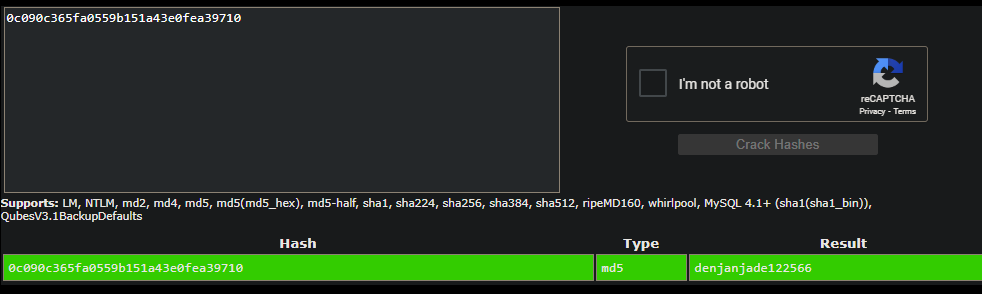 0c090c365fa0559b151a43e0fea39710
I'm not a robot
reCAPTCHA
Privacy - Terms
Crack Hashes
Supports: LM, NTLM, md2, md4, md5, md5(md5_hex), md5-half, sha1, sha224, sha256, sha384, sha512, ripeMD160, whirlpool, MySQL 4.1+ (sha1(sha1_bin)),
QubesV3.1BackupDefaults
Hash Type Result
0c090c365fa0559b151a43e0fea39710 md5 denjanjade122566